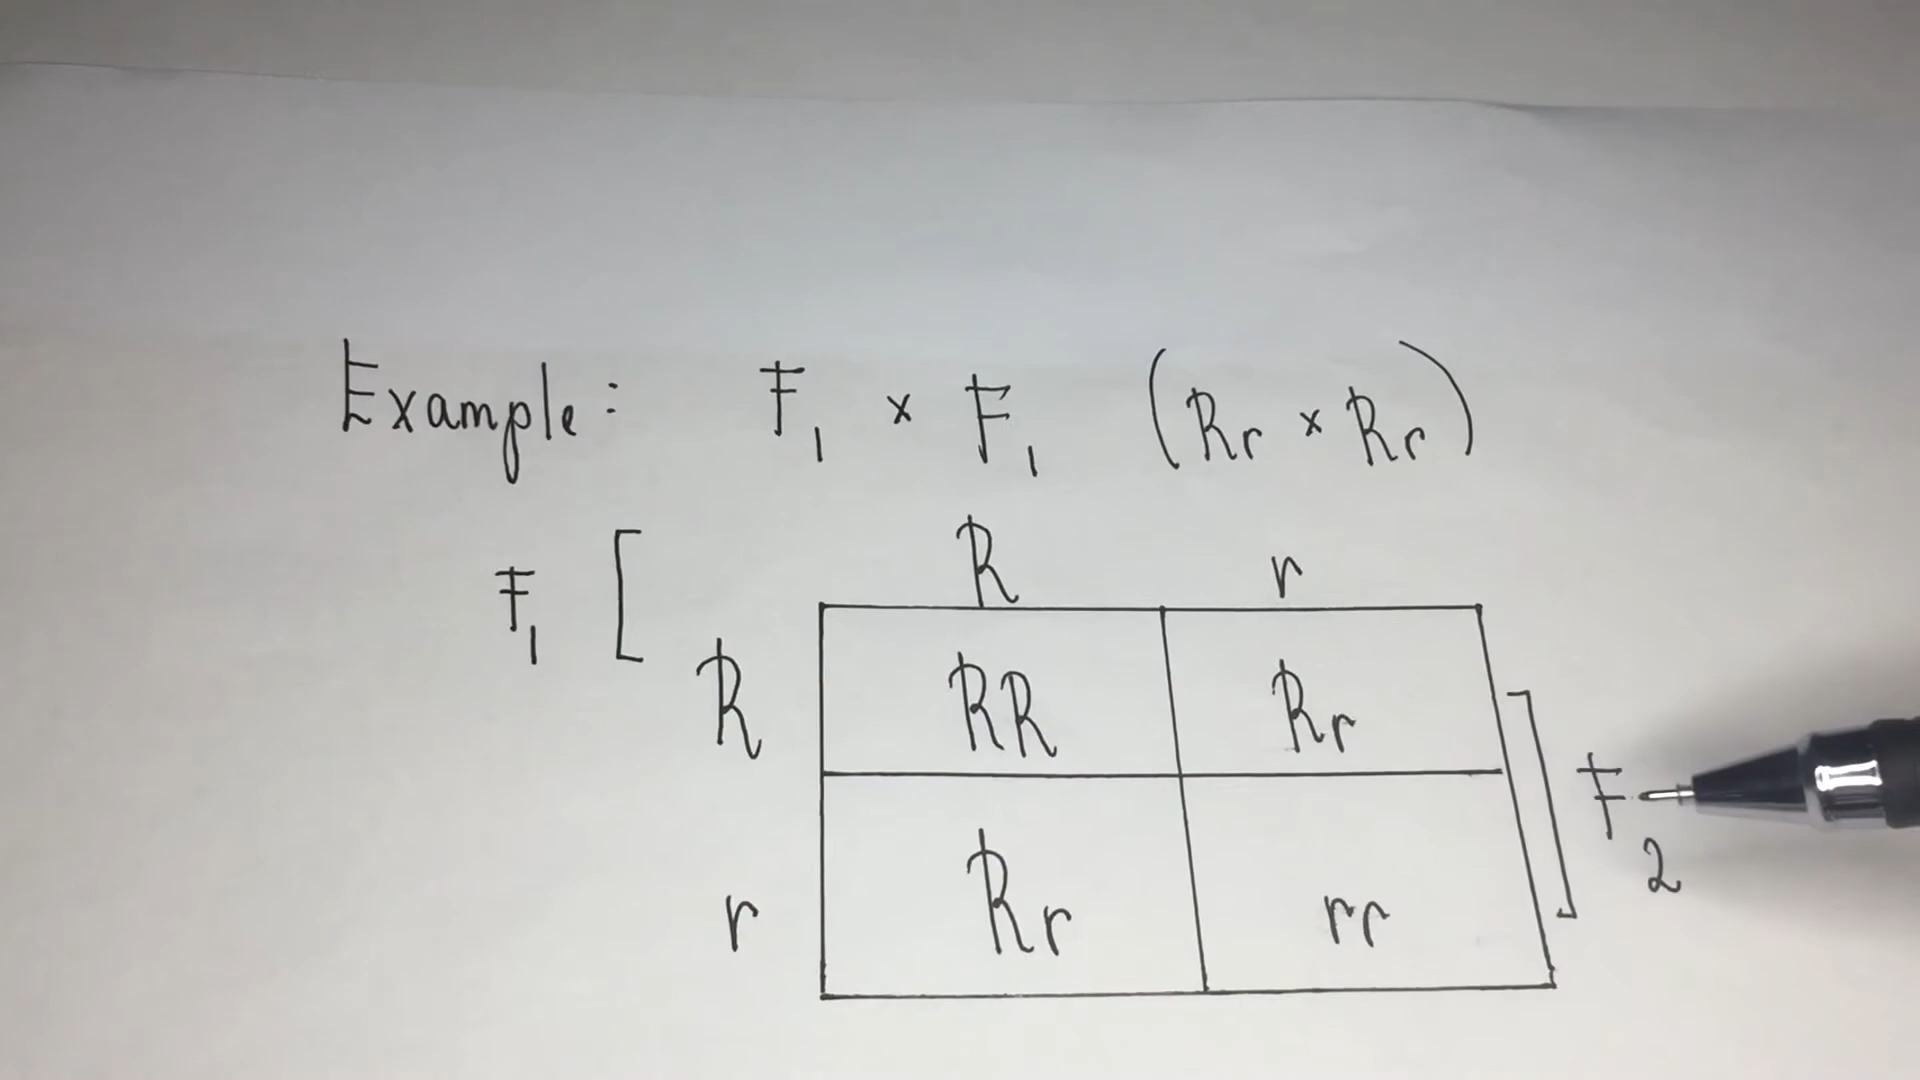 Example: F₁ x F₁ (Rr x Rr)
F₁ [ R r
R RR Rr
] F₂
r Rr rr